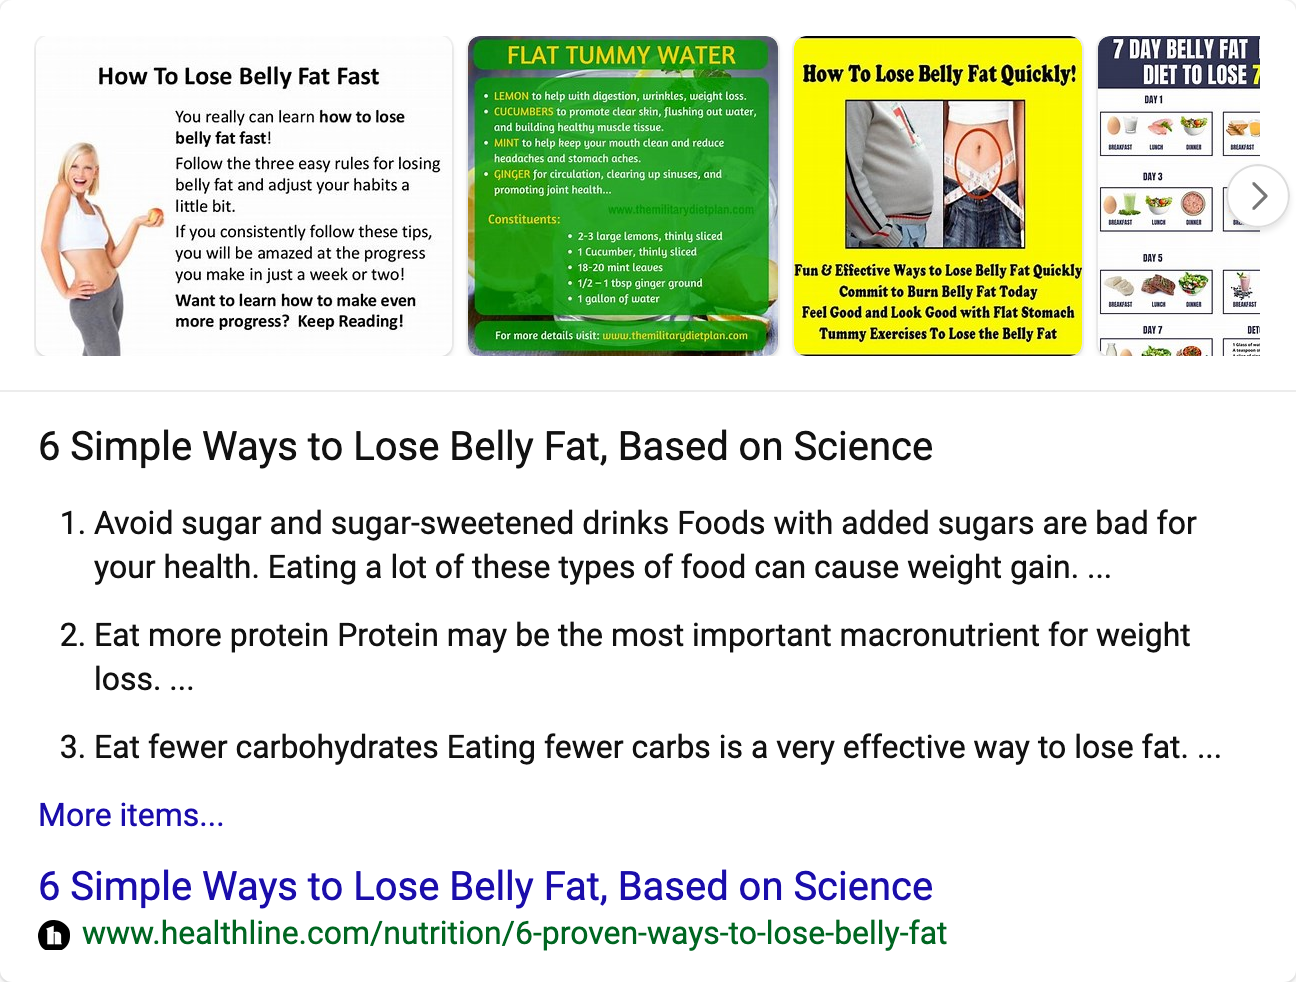 How To Lose Belly Fat Fast
You really can learn how to lose
belly fat fast!
Follow the three easy rules for losing
belly fat and adjust your habits a
little bit.
If you consistently follow these tips,
you will be amazed at the progress
you make in just a week or two!
Want to learn how to make even
more progress? Keep Reading!
FLAT TUMMY WATER
• LEMON to help with digestion, wrinkles, weight loss.
• CUCUMBERS to promote clear skin, flushing out water,
and building healthy muscle tissue.
• MINT to help keep your mouth clean and reduce
headaches and stomach aches.
• GINGER for circulation, clearing up sinuses, and
promoting joint health...
www.themilitarydietplan.com
Constituents:
• 2-3 large lemons, thinly sliced
• 1 Cucumber, thinly sliced
• 18-20 mint leaves
• 1/2 – 1 tbsp ginger ground
• 1 gallon of water
For more details visit: www.themilitarydietplan.com
How To Lose Belly Fat Quickly!
Fun & Effective Ways to Lose Belly Fat Quickly
Commit to Burn Belly Fat Today
Feel Good and Look Good with Flat Stomach
Tummy Exercises To Lose the Belly Fat
7 DAY BELLY FAT
DIET TO LOSE 7
DAY 1
BREAKFAST LUNCH DINNER BREAKFAST
DAY 3
BREAKFAST LUNCH DINNER
DAY 5
BREAKFAST LUNCH DINNER BREAKFAST
DAY 7 DET
6 Simple Ways to Lose Belly Fat, Based on Science
1. Avoid sugar and sugar-sweetened drinks Foods with added sugars are bad for
your health. Eating a lot of these types of food can cause weight gain. ...
2. Eat more protein Protein may be the most important macronutrient for weight
loss. ...
3. Eat fewer carbohydrates Eating fewer carbs is a very effective way to lose fat. ...
More items...
6 Simple Ways to Lose Belly Fat, Based on Science
h www.healthline.com/nutrition/6-proven-ways-to-lose-belly-fat